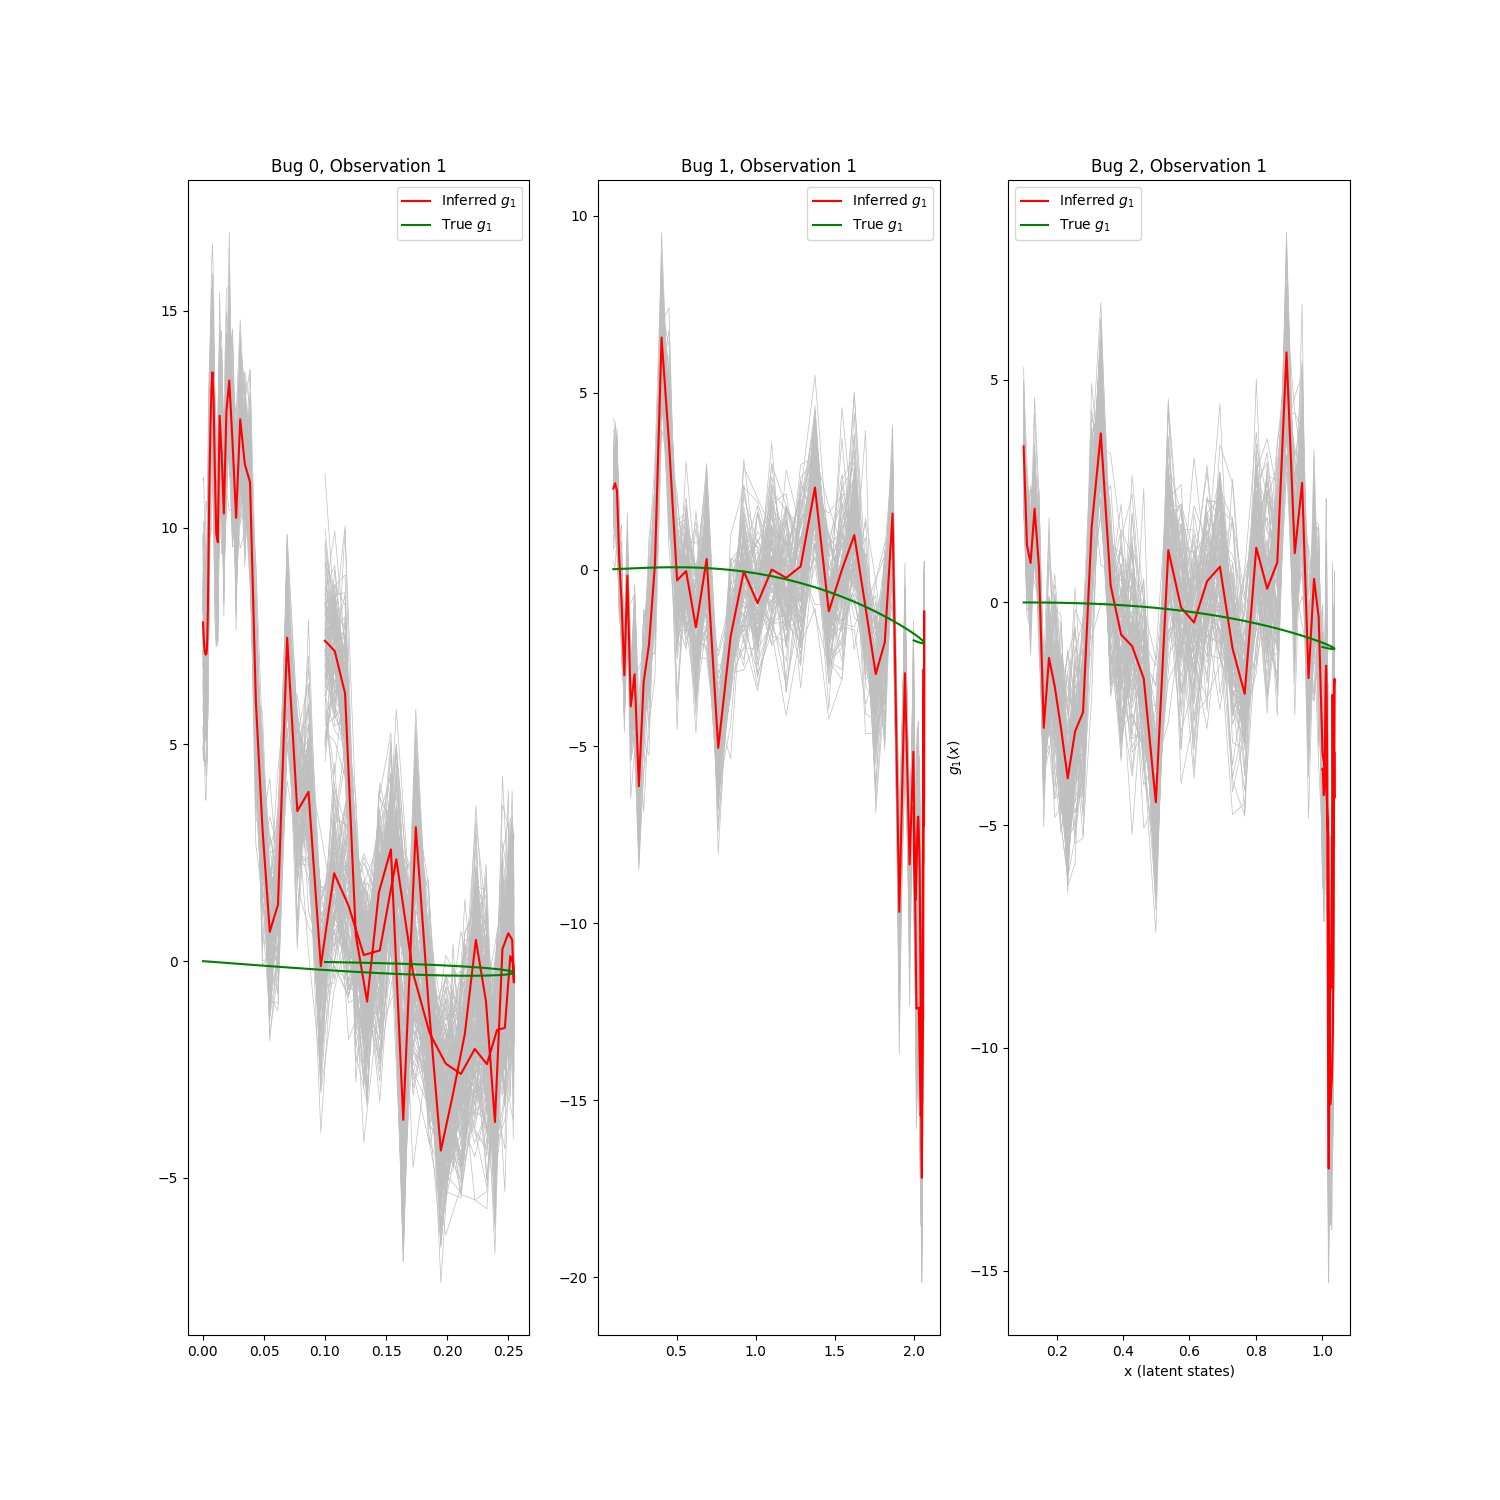 Bug 0, Observation 1
Inferred g₁
True g₁
15
10
5
0
−5
0.00 0.05 0.10 0.15 0.20 0.25
Bug 1, Observation 1
Inferred g₁
True g₁
10
5
0
−5
−10
−15
−20
0.5 1.0 1.5 2.0
Bug 2, Observation 1
Inferred g₁
True g₁
g₁(x)
5
0
−5
−10
−15
0.2 0.4 0.6 0.8 1.0
x (latent states)